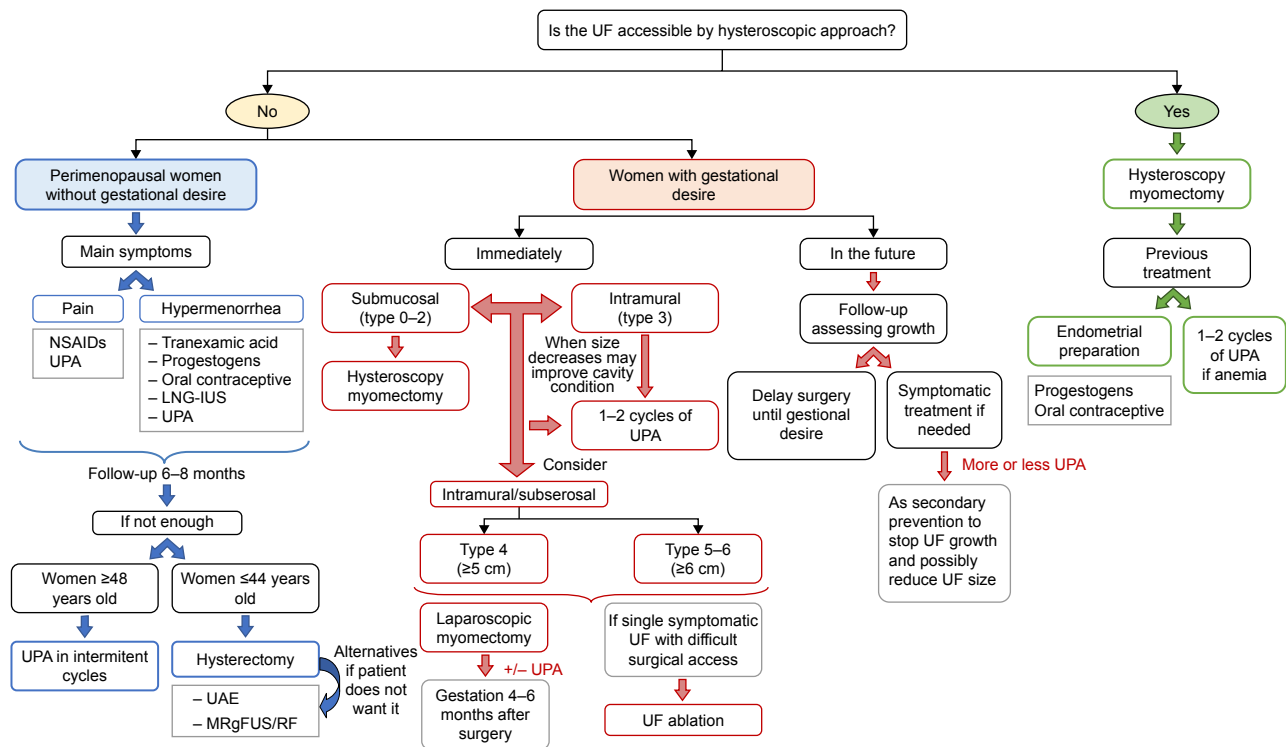 Is the UF accessible by hysteroscopic approach?
No
Yes
Perimenopausal women
without gestational desire
Women with gestational
desire
Hysteroscopy
myomectomy
Main symptoms
Immediately
In the future
Previous
treatment
Pain
Hypermenorrhea
NSAIDs
UPA
– Tranexamic acid
– Progestogens
– Oral contraceptive
– LNG-IUS
– UPA
Submucosal
(type 0–2)
Intramural
(type 3)
Follow-up
assessing growth
When size
decreases may
improve cavity
condition
Hysteroscopy
myomectomy
1–2 cycles of
UPA
Delay surgery
until gestional
desire
Symptomatic
treatment if
needed
Endometrial
preparation
1–2 cycles
of UPA
if anemia
Progestogens
Oral contraceptive
Follow-up 6–8 months
Consider
More or less UPA
If not enough
Intramural/subserosal
As secondary
prevention to
stop UF growth
and possibly
reduce UF size
Women ≥48
years old
Women ≤44 years
old
Type 4
(≥5 cm)
Type 5–6
(≥6 cm)
UPA in intermitent
cycles
Hysterectomy
Alternatives
if patient
does not
want it
– UAE
– MRgFUS/RF
Laparoscopic
myomectomy
+/– UPA
Gestation 4–6
months after
surgery
If single symptomatic
UF with difficult
surgical access
UF ablation